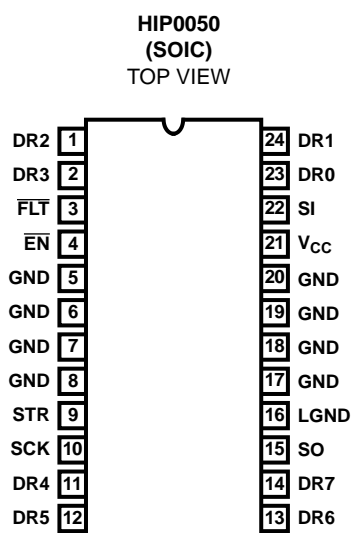 HIP0050
(SOIC)
TOP VIEW
DR2 1 24 DR1
DR3 2 23 DR0
F̅L̅T̅ 3 22 SI
E̅N̅ 4 21 VCC
GND 5 20 GND
GND 6 19 GND
GND 7 18 GND
GND 8 17 GND
STR 9 16 LGND
SCK 10 15 SO
DR4 11 14 DR7
DR5 12 13 DR6